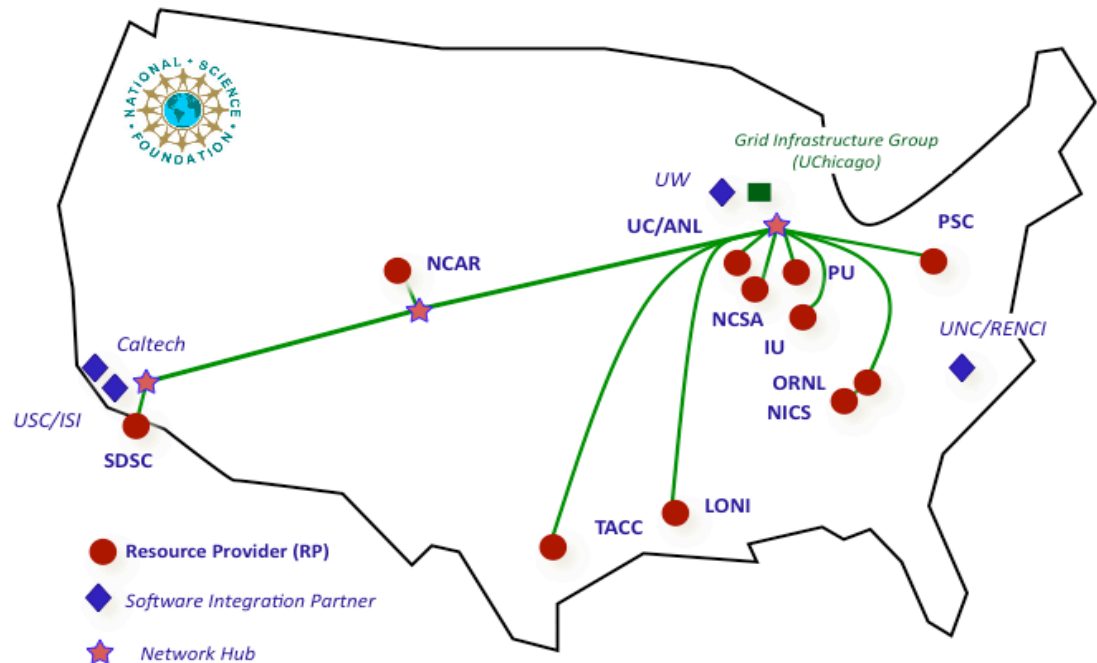 NATIONAL • SCIENCE
• FOUNDATION •
Grid Infrastructure Group
(UChicago)
UW
UC/ANL
PSC
NCAR
PU
NCSA
IU
UNC/RENCI
Caltech
ORNL
NICS
USC/ISI
SDSC
LONI
TACC
Resource Provider (RP)
Software Integration Partner
Network Hub